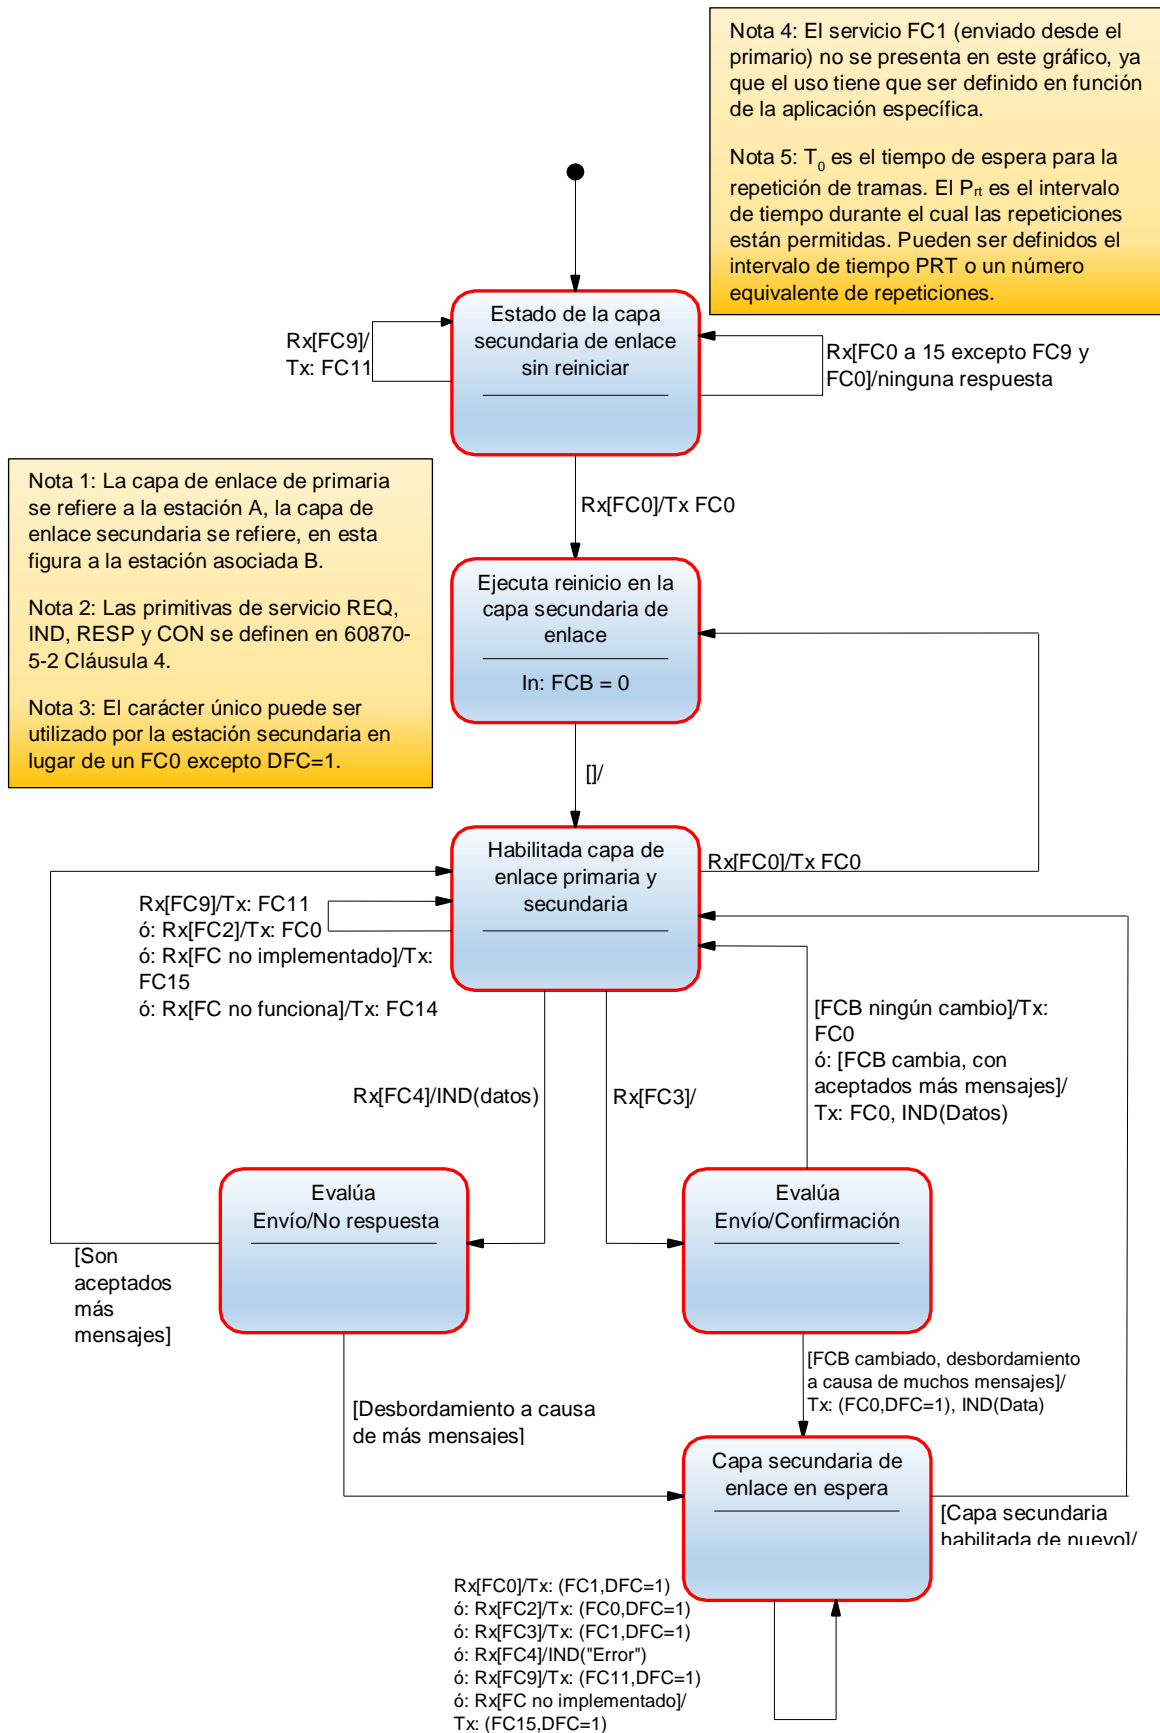 Nota 4: El servicio FC1 (enviado desde el
primario) no se presenta en este gráfico, ya
que el uso tiene que ser definido en función
de la aplicación específica.
Nota 5: T0 es el tiempo de espera para la
repetición de tramas. El Prt es el intervalo
de tiempo durante el cual las repeticiones
están permitidas. Pueden ser definidos el
intervalo de tiempo PRT o un número
equivalente de repeticiones.
Estado de la capa
secundaria de enlace
sin reiniciar
Rx[FC9]/
Tx: FC11
Rx[FC0 a 15 excepto FC9 y
FC0]/ninguna respuesta
Nota 1: La capa de enlace de primaria
se refiere a la estación A, la capa de
enlace secundaria se refiere, en esta
figura a la estación asociada B.
Nota 2: Las primitivas de servicio REQ,
IND, RESP y CON se definen en 60870-
5-2 Cláusula 4.
Nota 3: El carácter único puede ser
utilizado por la estación secundaria en
lugar de un FC0 excepto DFC=1.
Rx[FC0]/Tx FC0
Ejecuta reinicio en la
capa secundaria de
enlace
In: FCB = 0
[]/
Habilitada capa de
enlace primaria y
secundaria
Rx[FC0]/Tx FC0
Rx[FC9]/Tx: FC11
ó: Rx[FC2]/Tx: FC0
ó: Rx[FC no implementado]/Tx:
FC15
ó: Rx[FC no funciona]/Tx: FC14
[FCB ningún cambio]/Tx:
FC0
ó: [FCB cambia, con
aceptados más mensajes]/
Tx: FC0, IND(Datos)
Rx[FC4]/IND(datos)
Rx[FC3]/
Evalúa
Envío/No respuesta
Evalúa
Envío/Confirmación
[Son
aceptados
más
mensajes]
[FCB cambiado, desbordamiento
a causa de muchos mensajes]/
Tx: (FC0,DFC=1), IND(Data)
[Desbordamiento a causa
de más mensajes]
Capa secundaria de
enlace en espera
[Capa secundaria
habilitada de nuevo]/
Rx[FC0]/Tx: (FC1,DFC=1)
ó: Rx[FC2]/Tx: (FC0,DFC=1)
ó: Rx[FC3]/Tx: (FC1,DFC=1)
ó: Rx[FC4]/IND("Error")
ó: Rx[FC9]/Tx: (FC11,DFC=1)
ó: Rx[FC no implementado]/
Tx: (FC15,DFC=1)